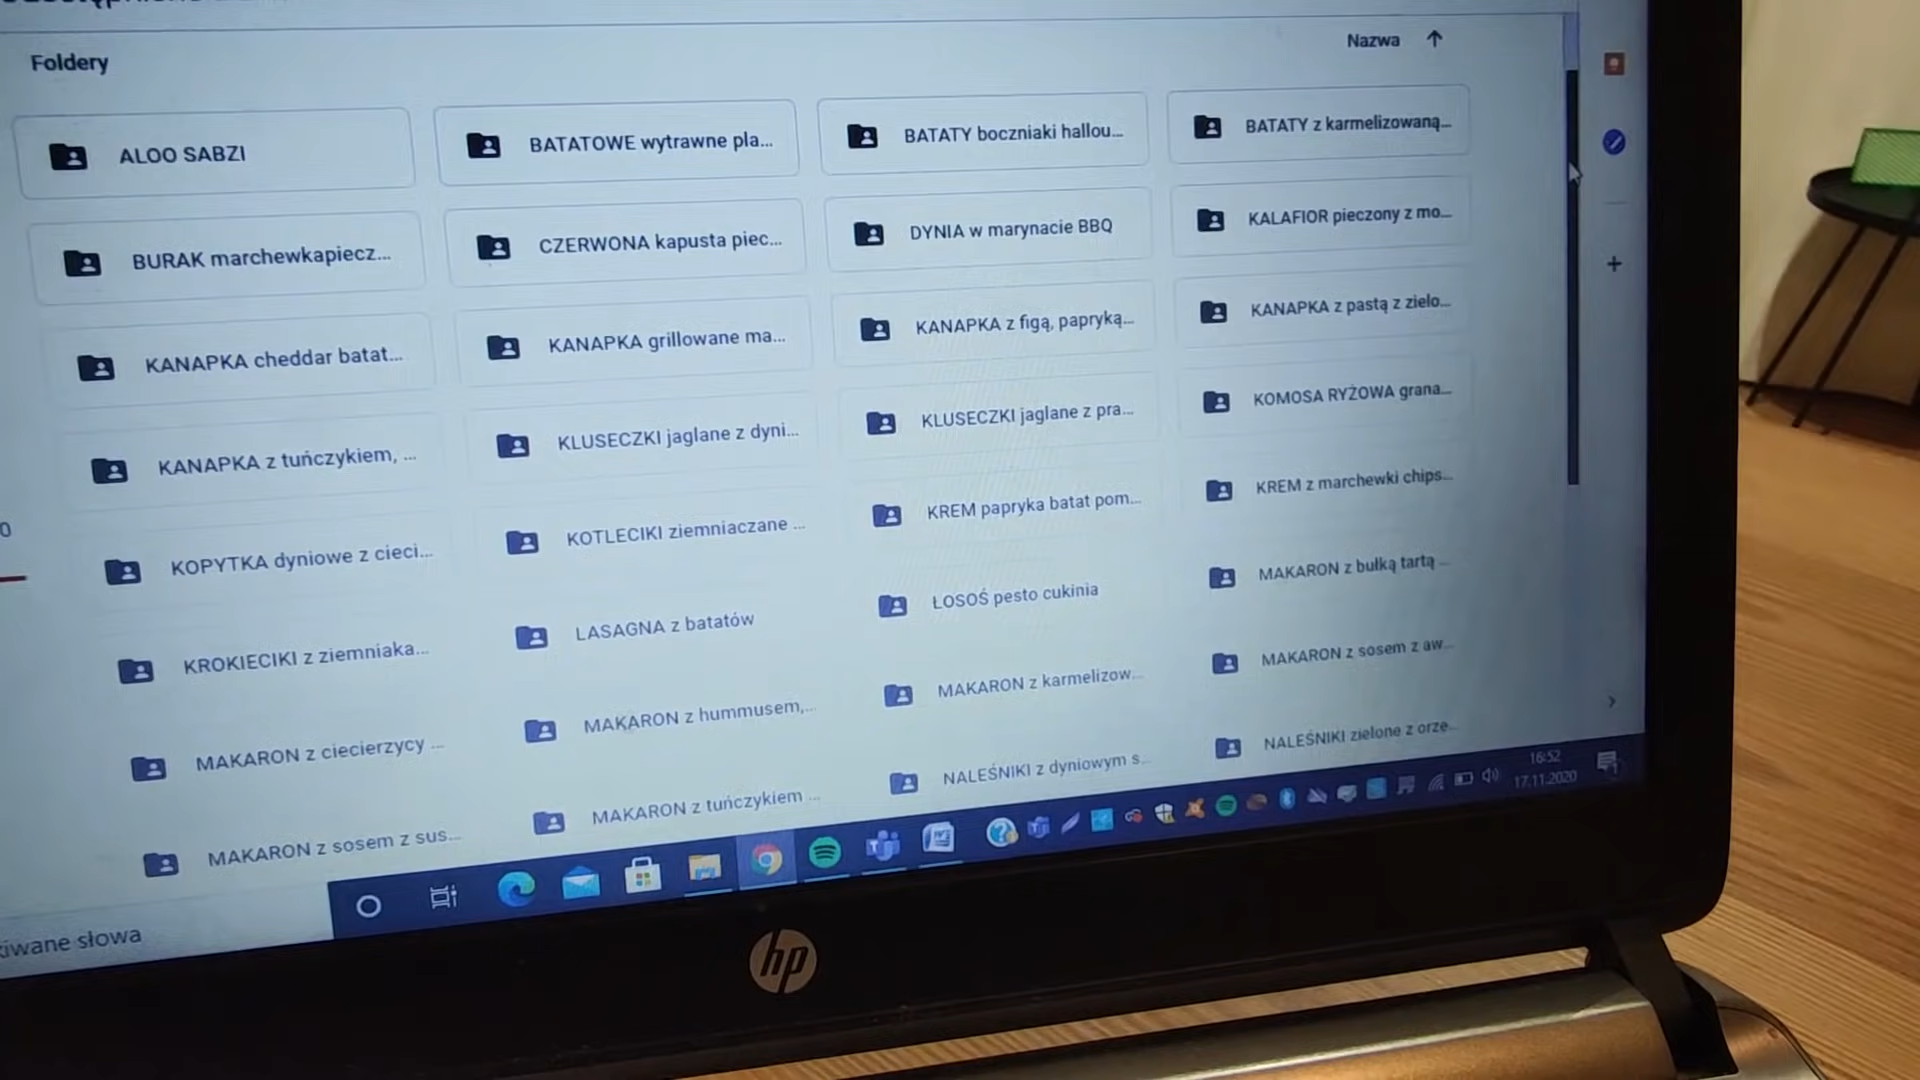 Foldery
Nazwa
ALOO SABZI
BATATOWE wytrawne pla...
BATATY boczniaki hallou...
BATATY z karmelizowaną...
BURAK marchewkapiecz...
CZERWONA kapusta piec...
DYNIA w marynacie BBQ
KALAFIOR pieczony z mo...
KANAPKA cheddar batat...
KANAPKA grillowane ma...
KANAPKA z figą, papryką...
KANAPKA z pastą z zielo...
KANAPKA z tuńczykiem, ...
KLUSECZKI jaglane z dyni...
KLUSECZKI jaglane z pra...
KOMOSA RYŻOWA grana...
KOPYTKA dyniowe z cieci...
KOTLECIKI ziemniaczane ...
KREM papryka batat pom...
KREM z marchewki chips...
KROKIECIKI z ziemniaka...
LASAGNA z batatów
ŁOSOŚ pesto cukinia
MAKARON z bułką tartą ...
MAKARON z ciecierzycy ...
MAKARON z hummusem,...
MAKARON z karmelizow...
MAKARON z sosem z aw...
MAKARON z sosem z sus...
MAKARON z tuńczykiem ...
NALEŚNIKI z dyniowym s...
NALEŚNIKI zielone z orze...
16:52
17.11.2020
kiwane słowa
hp